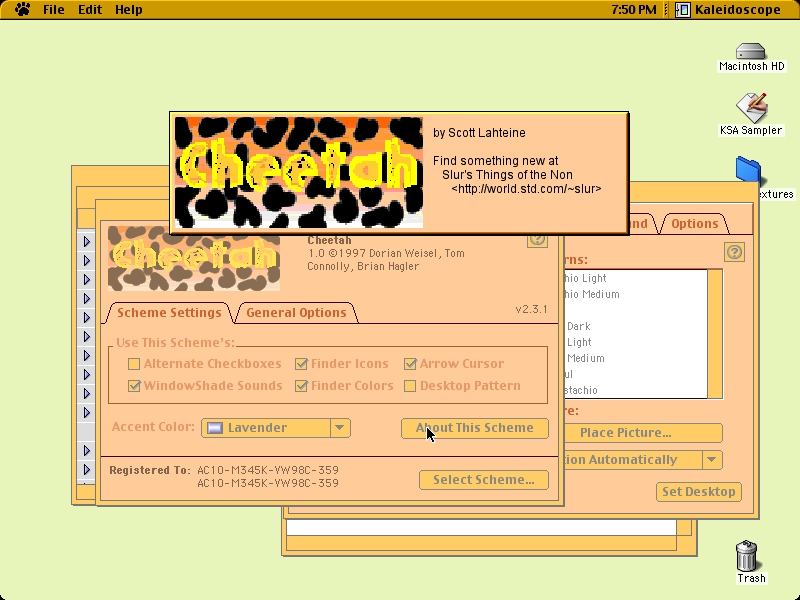 File Edit Help 7:50 PM Kaleidoscope
Macintosh HD
KSA Sampler
extures
Cheetah
by Scott Lahteine
Find something new at
Slur's Things of the Non
<http://world.std.com/~slur>
Cheetah
Cheetah
1.0 ©1997 Dorian Weisel, Tom
Connolly, Brian Hagler
Scheme Settings General Options v2.3.1
Use This Scheme's:
Alternate Checkboxes Finder Icons Arrow Cursor
WindowShade Sounds Finder Colors Desktop Pattern
Accent Color: Lavender About This Scheme
Registered To: AC10-M345K-YW98C-359
AC10-M345K-YW98C-359
Select Scheme...
nd Options
rns:
hio Light
hio Medium
Dark
Light
Medium
ul
stachio
re:
Place Picture...
ion Automatically
Set Desktop
Trash